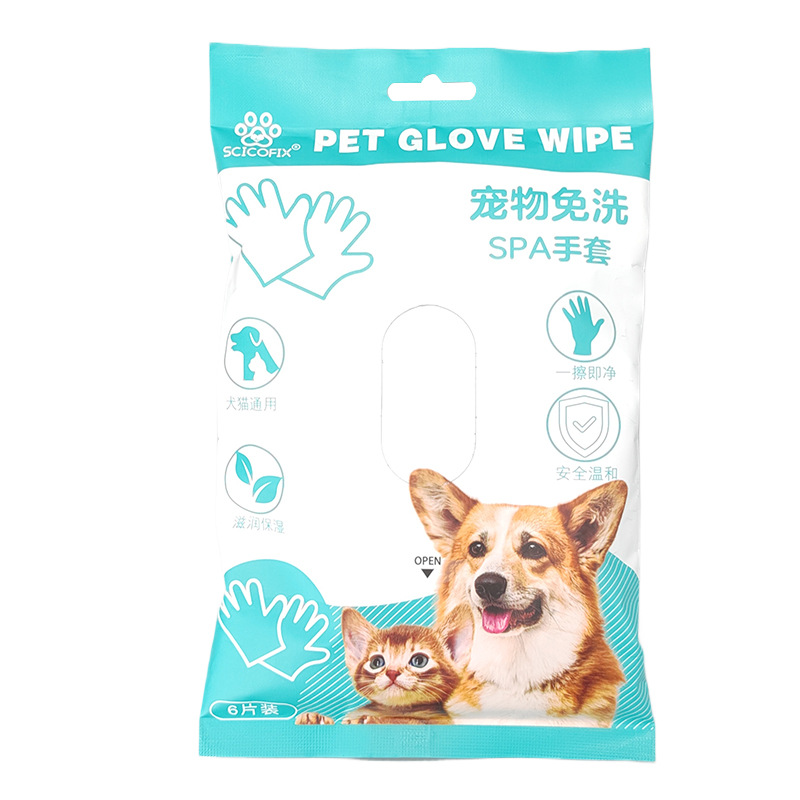 SCICOFIX®
PET GLOVE WIPE
宠物免洗
SPA手套
犬猫通用
一擦即净
滋润保湿
安全温和
OPEN
6片装